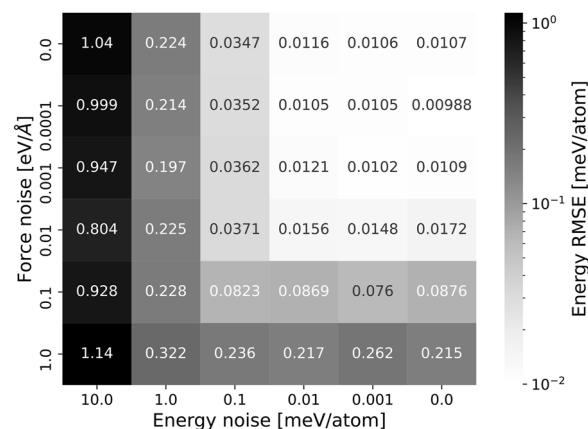 0.0 1.04 0.224 0.0347 0.0116 0.0106 0.0107
0.0001 0.999 0.214 0.0352 0.0105 0.0105 0.00988
0.001 0.947 0.197 0.0362 0.0121 0.0102 0.0109
0.01 0.804 0.225 0.0371 0.0156 0.0148 0.0172
0.1 0.928 0.228 0.0823 0.0869 0.076 0.0876
1.0 1.14 0.322 0.236 0.217 0.262 0.215
10.0 1.0 0.1 0.01 0.001 0.0
Energy noise [meV/atom]
Force noise [eV/Å]
10⁰
10⁻¹
10⁻²
Energy RMSE [meV/atom]